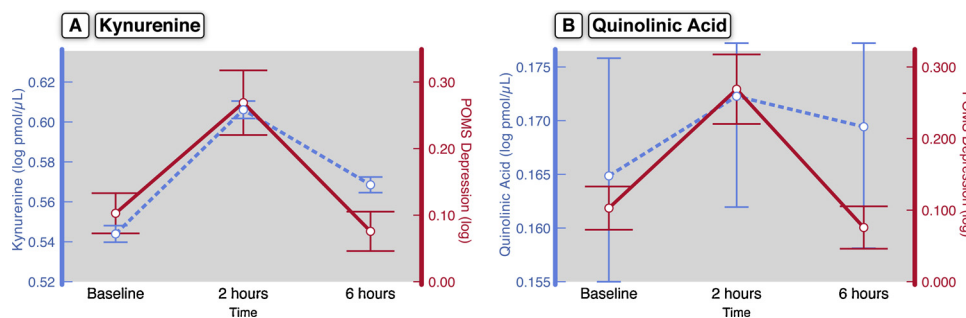 A Kynurenine
Kynurenine (log pmol/µL)
0.62
0.60
0.58
0.56
0.54
0.52
0.30
0.20
0.10
0.00
POMS Depression (log)
Baseline 2 hours 6 hours
Time
B Quinolinic Acid
Quinolinic Acid (log pmol/µL)
0.175
0.170
0.165
0.160
0.155
0.300
0.200
0.100
0.000
POMS Depression (log)
Baseline 2 hours 6 hours
Time